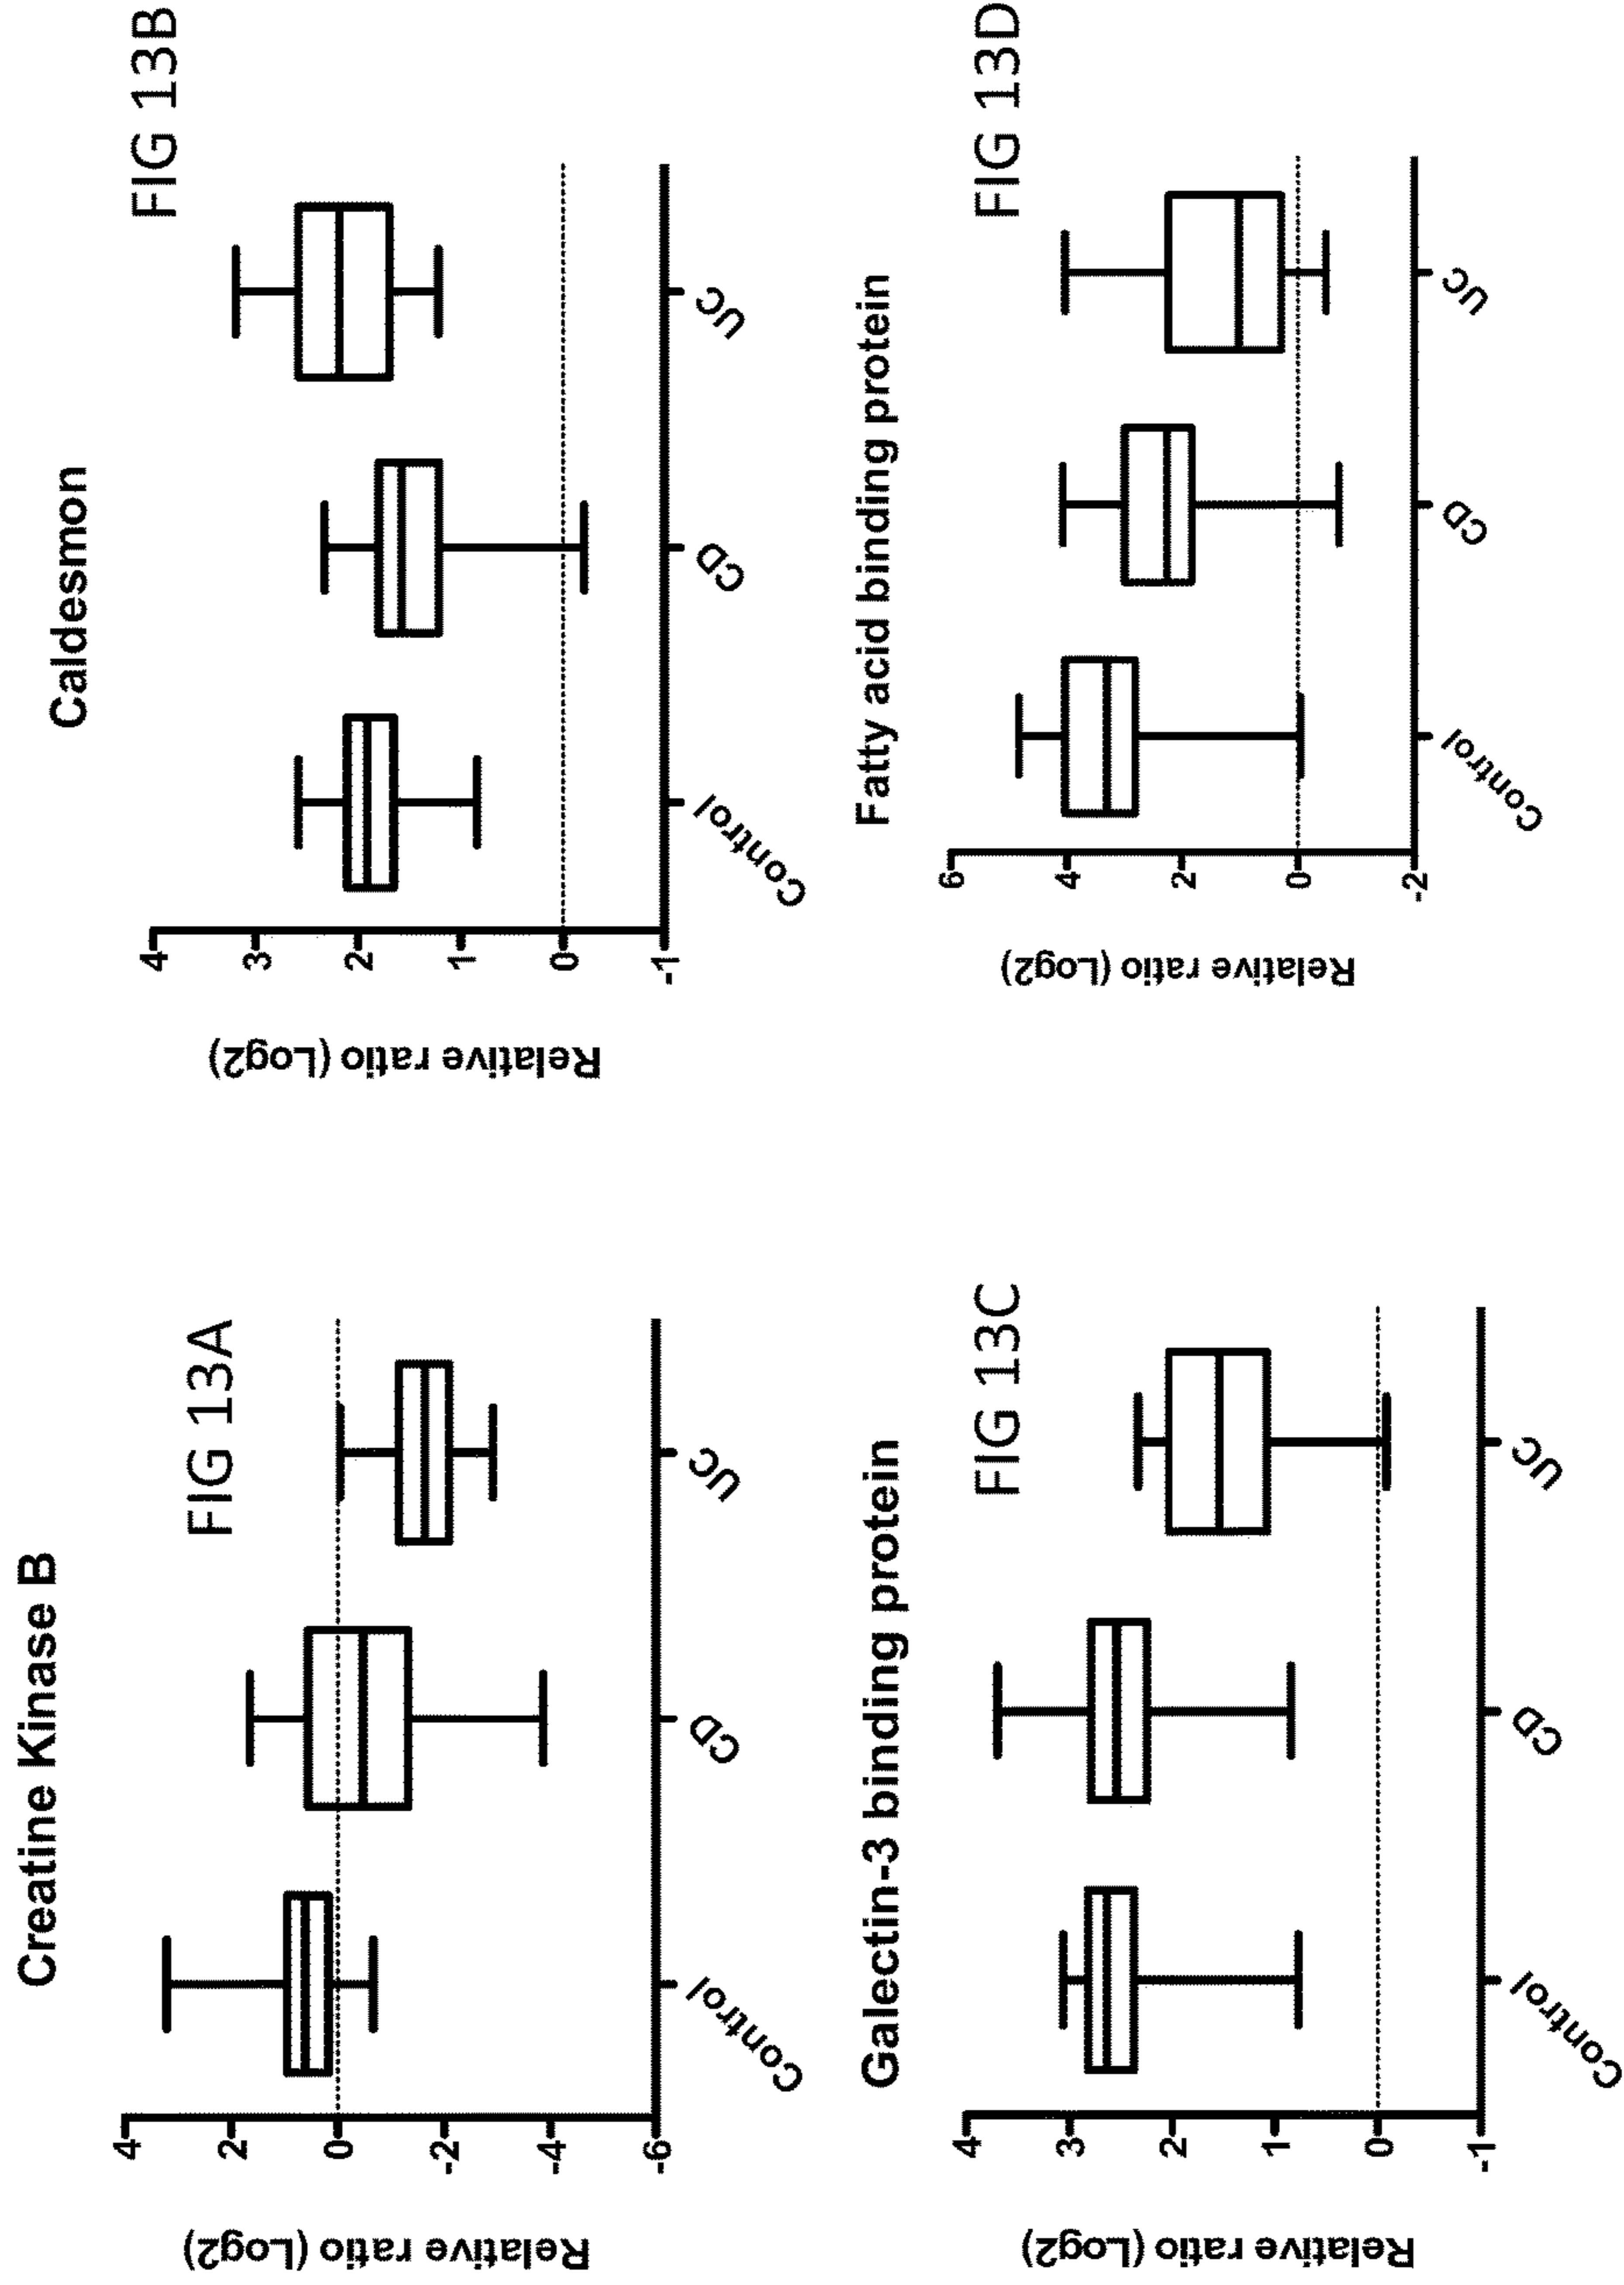 Creatine Kinase B
FIG 13A
Relative ratio (Log2)
4
2
0
-2
-4
-6
Control
CD
UC
Caldesmon
FIG 13B
Relative ratio (Log2)
4
3
2
1
0
-1
Control
CD
UC
Galectin-3 binding protein
FIG 13C
Relative ratio (Log2)
4
3
2
1
0
-1
Control
CD
UC
Fatty acid binding protein
FIG 13D
Relative ratio (Log2)
6
4
2
0
-2
Control
CD
UC